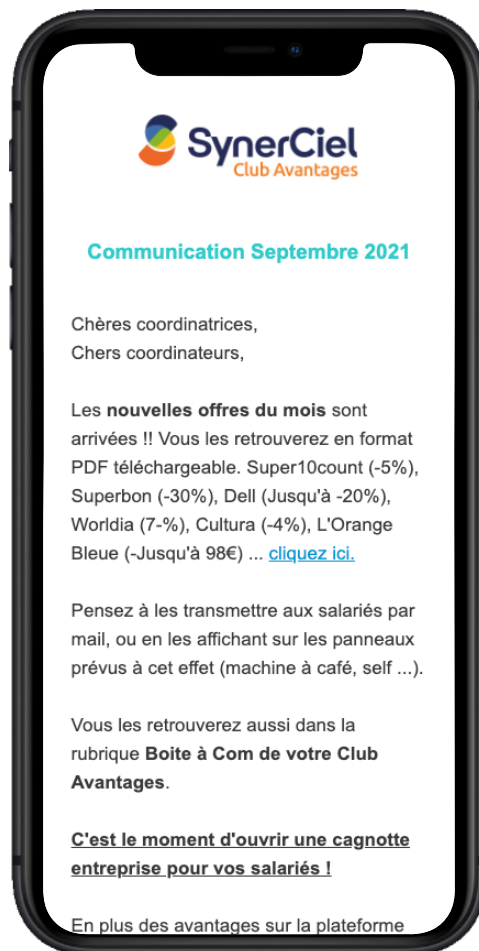 SynerCiel
Club Avantages
Communication Septembre 2021
Chères coordinatrices,
Chers coordinateurs,
Les nouvelles offres du mois sont
arrivées !! Vous les retrouverez en format
PDF téléchargeable. Super10count (-5%),
Superbon (-30%), Dell (Jusqu'à -20%),
Worldia (7-%), Cultura (-4%), L'Orange
Bleue (-Jusqu'à 98€) ... cliquez ici.
Pensez à les transmettre aux salariés par
mail, ou en les affichant sur les panneaux
prévus à cet effet (machine à café, self ...).
Vous les retrouverez aussi dans la
rubrique Boite à Com de votre Club
Avantages.
C'est le moment d'ouvrir une cagnotte
entreprise pour vos salariés !
En plus des avantages sur la plateforme